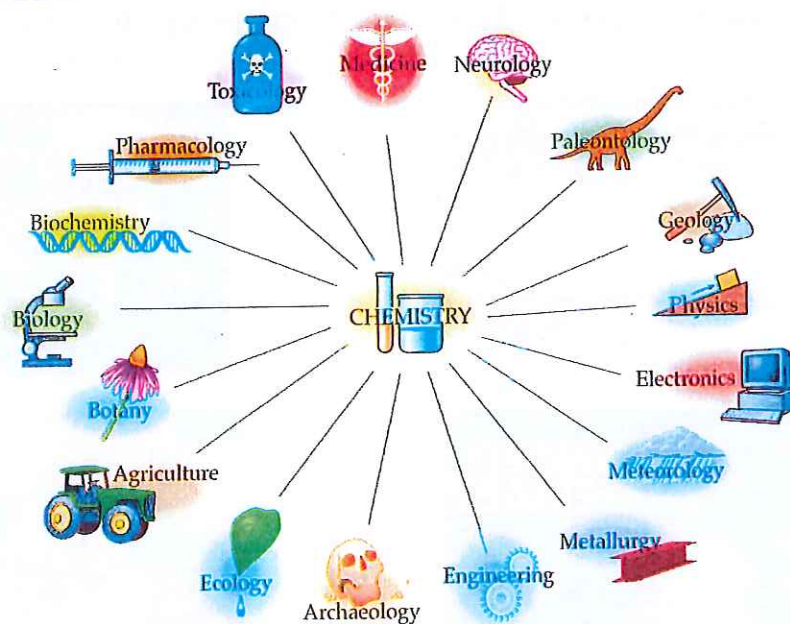 Toxicology
Medicine
Neurology
Pharmacology
Paleontology
Biochemistry
Geology
Biology
CHEMISTRY
Physics
Botany
Electronics
Agriculture
Meteorology
Ecology
Archaeology
Engineering
Metallurgy